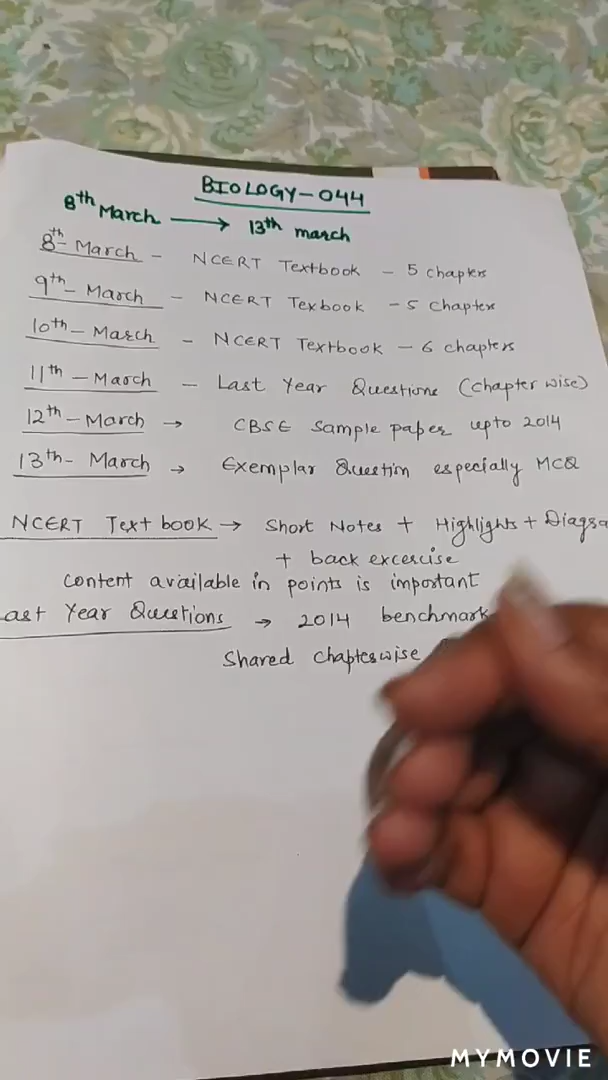 BIOLOGY-044
8th March → 13th march
8th March - NCERT Textbook - 5 chapters
9th - March - NCERT Texbook - 5 Chapters
10th - March - NCERT Textbook - 6 chapters
11th - March - Last Year Questions (chapter wise)
12th - March → CBSE Sample paper upto 2014
13th - March → Exemplar Question especially MCQ
NCERT Text book → Short Notes + Highlights + Diagra
+ back excercise
content available in points is important
ast Year Questions → 2014 benchmark
Shared Chapterwise
MYMOVIE